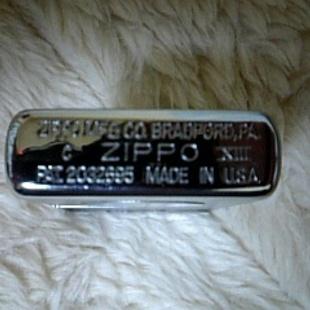 ZIPPO MFG. CO. BRADFORD, PA.
C ZIPPO XIII
PAT. 2032695 MADE IN U.S.A.